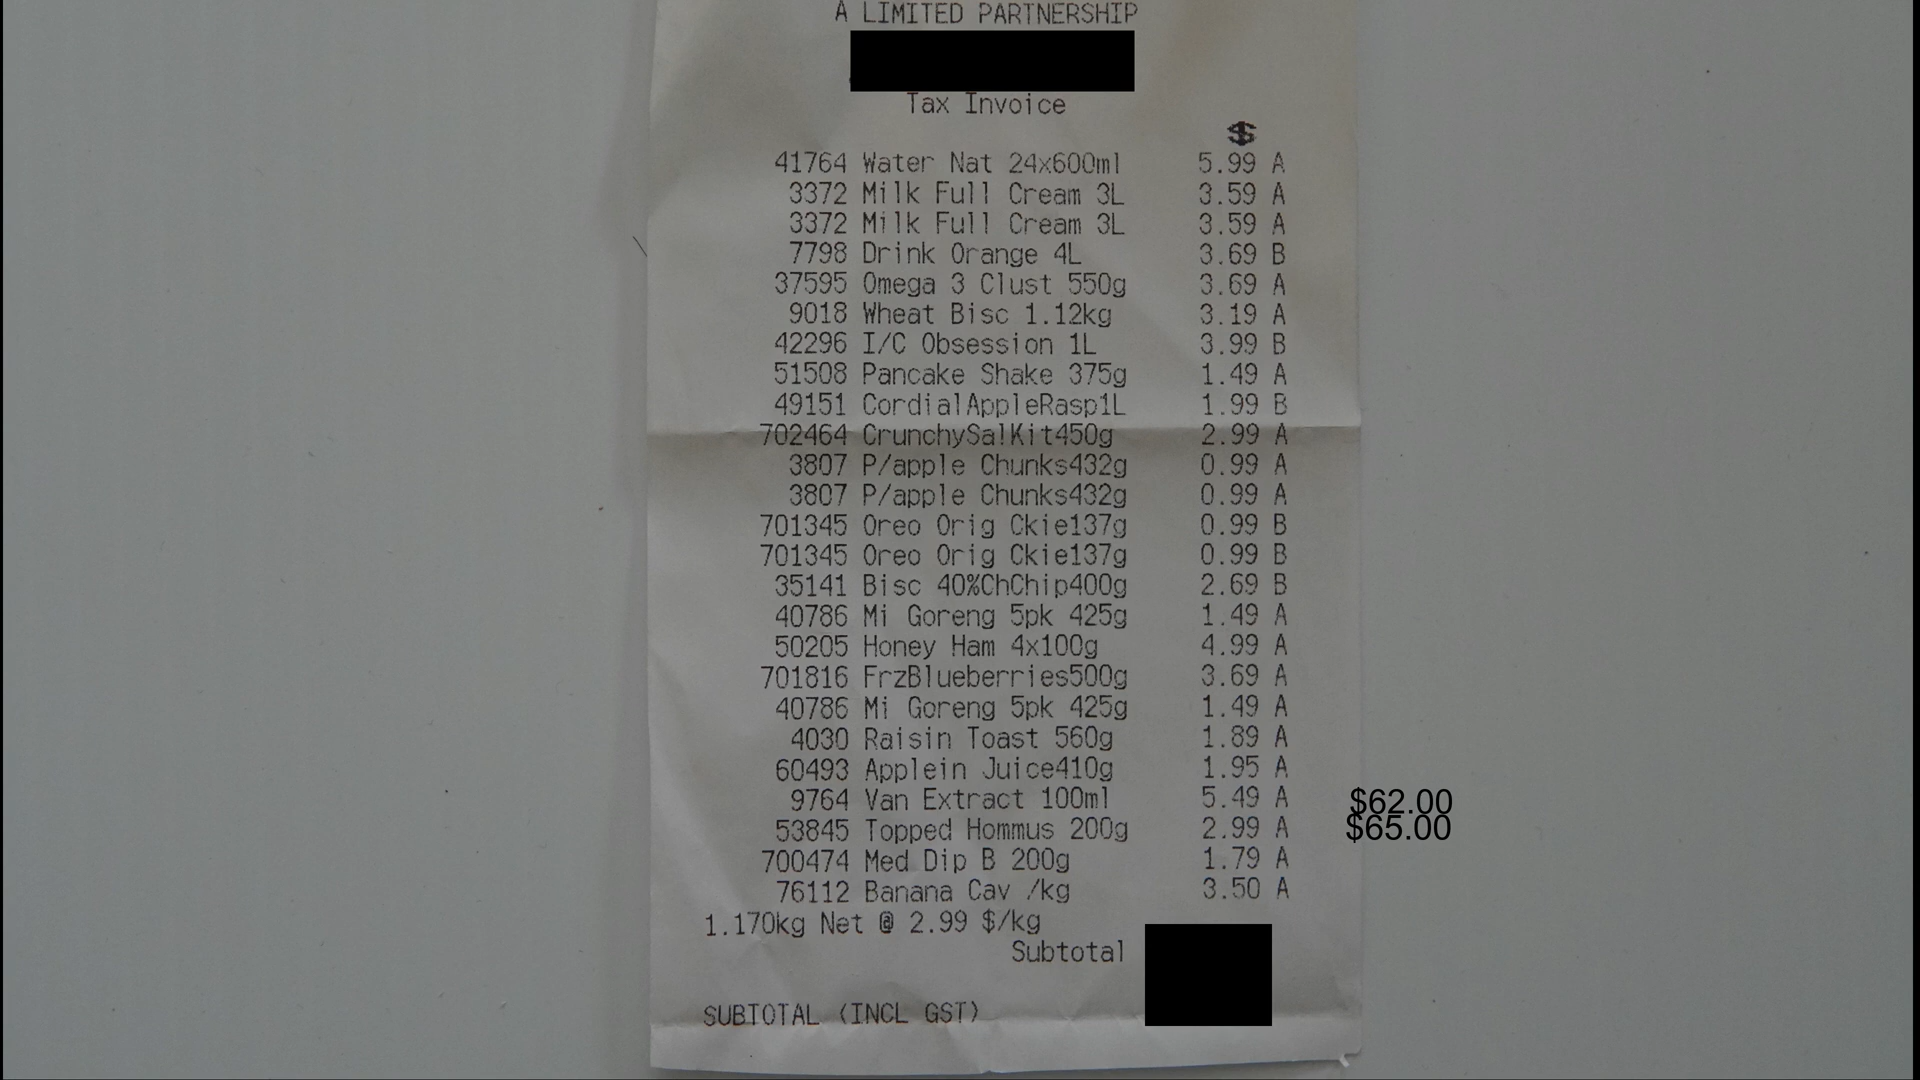 A LIMITED PARTNERSHIP
Tax Invoice
$
41764 Water Nat 24x600ml 5.99 A
3372 Milk Full Cream 3L 3.59 A
3372 Milk Full Cream 3L 3.59 A
7798 Drink Orange 4L 3.69 B
37595 Omega 3 Clust 550g 3.69 A
9018 Wheat Bisc 1.12kg 3.19 A
42296 I/C Obsession 1L 3.99 B
51508 Pancake Shake 375g 1.49 A
49151 CordialAppleRasp1L 1.99 B
702464 CrunchySalKit450g 2.99 A
3807 P/apple Chunks432g 0.99 A
3807 P/apple Chunks432g 0.99 A
701345 Oreo Orig Ckie137g 0.99 B
701345 Oreo Orig Ckie137g 0.99 B
35141 Bisc 40%ChChip400g 2.69 B
40786 Mi Goreng 5pk 425g 1.49 A
50205 Honey Ham 4x100g 4.99 A
701816 FrzBlueberries500g 3.69 A
40786 Mi Goreng 5pk 425g 1.49 A
4030 Raisin Toast 560g 1.89 A
60493 Applein Juice410g 1.95 A
9764 Van Extract 100ml 5.49 A
$62.00
53845 Topped Hommus 200g 2.99 A
$65.00
700474 Med Dip B 200g 1.79 A
76112 Banana Cav /kg 3.50 A
1.170kg Net @ 2.99 $/kg
Subtotal
SUBTOTAL (INCL GST)